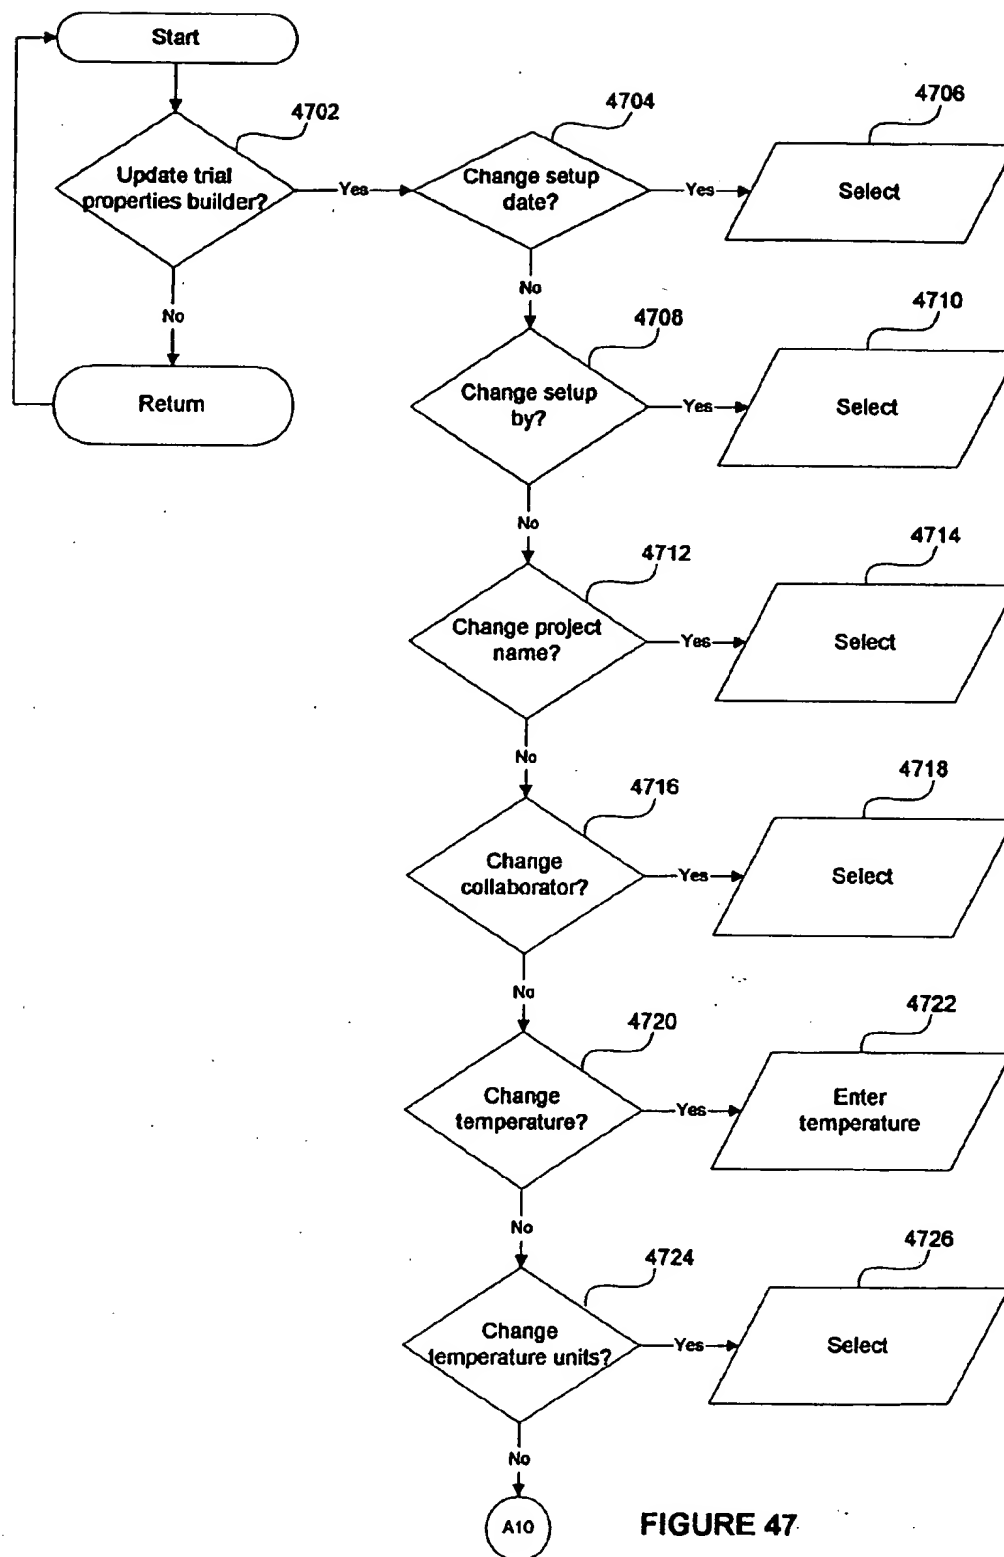 Start
4702
4704
4706
Update trial
properties builder?
Yes
Change setup
date?
Yes
Select
No
No
4708
4710
Return
Change setup
by?
Yes
Select
No
4712
4714
Change project
name?
Yes
Select
No
4716
4718
Change
collaborator?
Yes
Select
No
4720
4722
Change
temperature?
Yes
Enter
temperature
No
4724
4726
Change
temperature units?
Yes
Select
No
A10
FIGURE 47